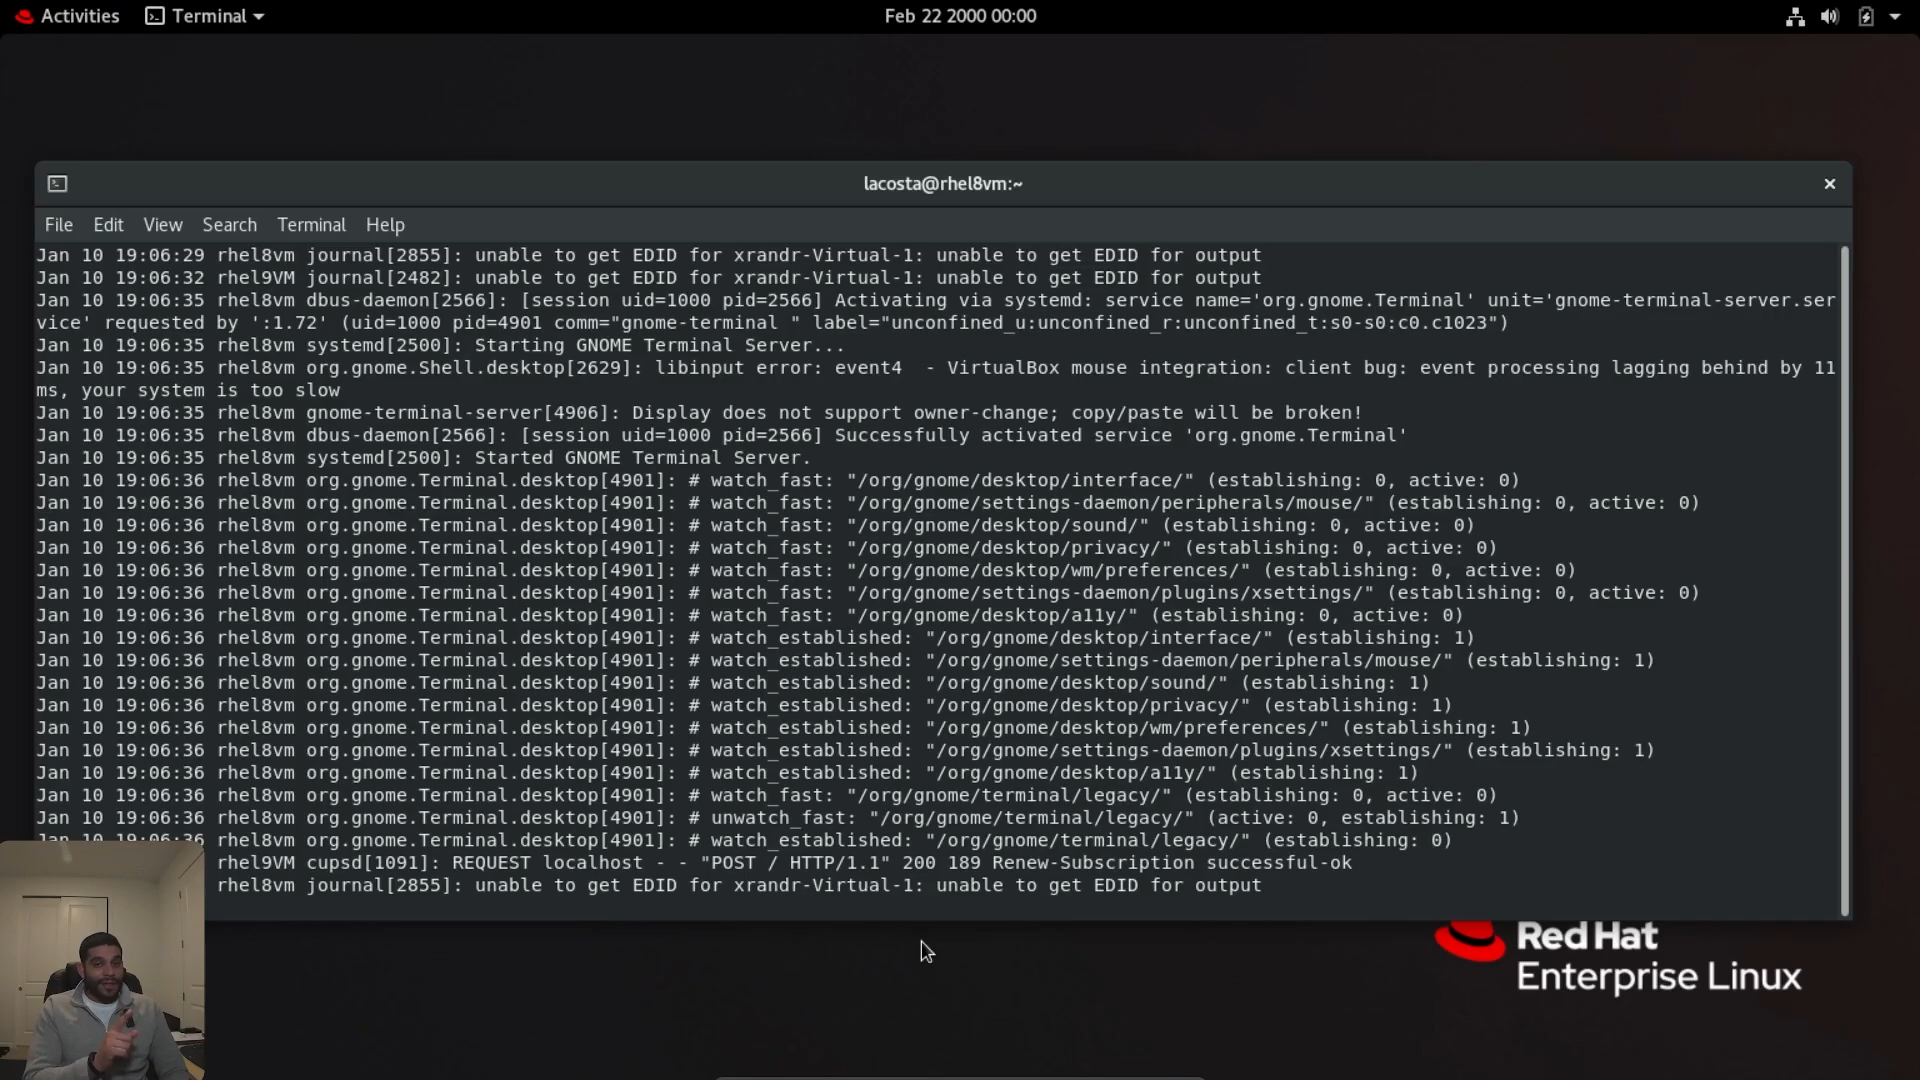 Activities Terminal Feb 22 2000 00:00
lacosta@rhel8vm:~
File Edit View Search Terminal Help
Jan 10 19:06:29 rhel8vm journal[2855]: unable to get EDID for xrandr-Virtual-1: unable to get EDID for output
Jan 10 19:06:32 rhel9VM journal[2482]: unable to get EDID for xrandr-Virtual-1: unable to get EDID for output
Jan 10 19:06:35 rhel8vm dbus-daemon[2566]: [session uid=1000 pid=2566] Activating via systemd: service name='org.gnome.Terminal' unit='gnome-terminal-server.ser
vice' requested by ':1.72' (uid=1000 pid=4901 comm="gnome-terminal " label="unconfined_u:unconfined_r:unconfined_t:s0-s0:c0.c1023")
Jan 10 19:06:35 rhel8vm systemd[2500]: Starting GNOME Terminal Server...
Jan 10 19:06:35 rhel8vm org.gnome.Shell.desktop[2629]: libinput error: event4  - VirtualBox mouse integration: client bug: event processing lagging behind by 11
ms, your system is too slow
Jan 10 19:06:35 rhel8vm gnome-terminal-server[4906]: Display does not support owner-change; copy/paste will be broken!
Jan 10 19:06:35 rhel8vm dbus-daemon[2566]: [session uid=1000 pid=2566] Successfully activated service 'org.gnome.Terminal'
Jan 10 19:06:35 rhel8vm systemd[2500]: Started GNOME Terminal Server.
Jan 10 19:06:36 rhel8vm org.gnome.Terminal.desktop[4901]: # watch_fast: "/org/gnome/desktop/interface/" (establishing: 0, active: 0)
Jan 10 19:06:36 rhel8vm org.gnome.Terminal.desktop[4901]: # watch_fast: "/org/gnome/settings-daemon/peripherals/mouse/" (establishing: 0, active: 0)
Jan 10 19:06:36 rhel8vm org.gnome.Terminal.desktop[4901]: # watch_fast: "/org/gnome/desktop/sound/" (establishing: 0, active: 0)
Jan 10 19:06:36 rhel8vm org.gnome.Terminal.desktop[4901]: # watch_fast: "/org/gnome/desktop/privacy/" (establishing: 0, active: 0)
Jan 10 19:06:36 rhel8vm org.gnome.Terminal.desktop[4901]: # watch_fast: "/org/gnome/desktop/wm/preferences/" (establishing: 0, active: 0)
Jan 10 19:06:36 rhel8vm org.gnome.Terminal.desktop[4901]: # watch_fast: "/org/gnome/settings-daemon/plugins/xsettings/" (establishing: 0, active: 0)
Jan 10 19:06:36 rhel8vm org.gnome.Terminal.desktop[4901]: # watch_fast: "/org/gnome/desktop/a11y/" (establishing: 0, active: 0)
Jan 10 19:06:36 rhel8vm org.gnome.Terminal.desktop[4901]: # watch_established: "/org/gnome/desktop/interface/" (establishing: 1)
Jan 10 19:06:36 rhel8vm org.gnome.Terminal.desktop[4901]: # watch_established: "/org/gnome/settings-daemon/peripherals/mouse/" (establishing: 1)
Jan 10 19:06:36 rhel8vm org.gnome.Terminal.desktop[4901]: # watch_established: "/org/gnome/desktop/sound/" (establishing: 1)
Jan 10 19:06:36 rhel8vm org.gnome.Terminal.desktop[4901]: # watch_established: "/org/gnome/desktop/privacy/" (establishing: 1)
Jan 10 19:06:36 rhel8vm org.gnome.Terminal.desktop[4901]: # watch_established: "/org/gnome/desktop/wm/preferences/" (establishing: 1)
Jan 10 19:06:36 rhel8vm org.gnome.Terminal.desktop[4901]: # watch_established: "/org/gnome/settings-daemon/plugins/xsettings/" (establishing: 1)
Jan 10 19:06:36 rhel8vm org.gnome.Terminal.desktop[4901]: # watch_established: "/org/gnome/desktop/a11y/" (establishing: 1)
Jan 10 19:06:36 rhel8vm org.gnome.Terminal.desktop[4901]: # watch_fast: "/org/gnome/terminal/legacy/" (establishing: 0, active: 0)
Jan 10 19:06:36 rhel8vm org.gnome.Terminal.desktop[4901]: # unwatch_fast: "/org/gnome/terminal/legacy/" (active: 0, establishing: 1)
Jan 10 19:06:36 rhel8vm org.gnome.Terminal.desktop[4901]: # watch_established: "/org/gnome/terminal/legacy/" (establishing: 0)
rhel9VM cupsd[1091]: REQUEST localhost - - "POST / HTTP/1.1" 200 189 Renew-Subscription successful-ok
rhel8vm journal[2855]: unable to get EDID for xrandr-Virtual-1: unable to get EDID for output
Red Hat
Enterprise Linux